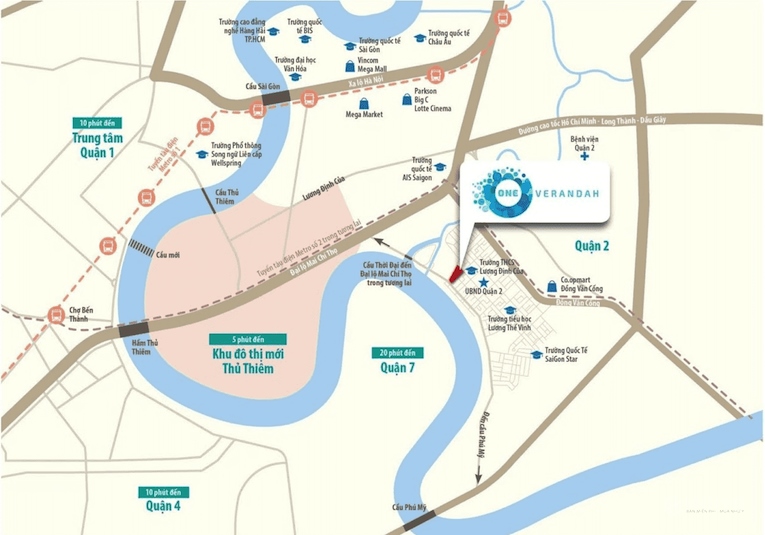 Trường cao đẳng
nghề Hàng Hải
TP.HCM
Trường quốc
tế BIS
Trường quốc tế
Sài Gòn
Trường quốc tế
Châu Âu
Trường đại học
Văn Hóa
Vincom
Mega Mall
Cầu Sài Gòn
Xa lộ Hà Nội
Parkson
Big C
Lotte Cinema
Mega Market
10 phút đến
Trung tâm
Quận 1
Tuyến tàu điện
Metro số 1
Trường Phổ thông
Song ngữ Liên cấp
Wellspring
Đường cao tốc Hồ Chí Minh - Long Thành - Dầu Giây
Bệnh viện
Quận 2
Trường
quốc tế
AIS Saigon
Lương Định Của
Cầu Thủ
Thiêm
ONE VERANDAH
Quận 2
Cầu mới
Tuyến tàu điện Metro số 2 trong tương lai
Đại lộ Mai Chí Thọ
Cầu Thời Đại đến
Đại lộ Mai Chí Thọ
trong tương lai
Trường THCS
Lương Định Của
UBND Quận 2
Co.opmart
Đồng Văn Cống
Đồng Văn Cống
Chợ Bến
Thành
Hầm Thủ
Thiêm
5 phút đến
Khu đô thị mới
Thủ Thiêm
Trường tiểu học
Lương Thế Vinh
20 phút đến
Quận 7
Trường Quốc Tế
SaiGon Star
Đến cầu Phú Mỹ
10 phút đến
Quận 4
Cầu Phú Mỹ